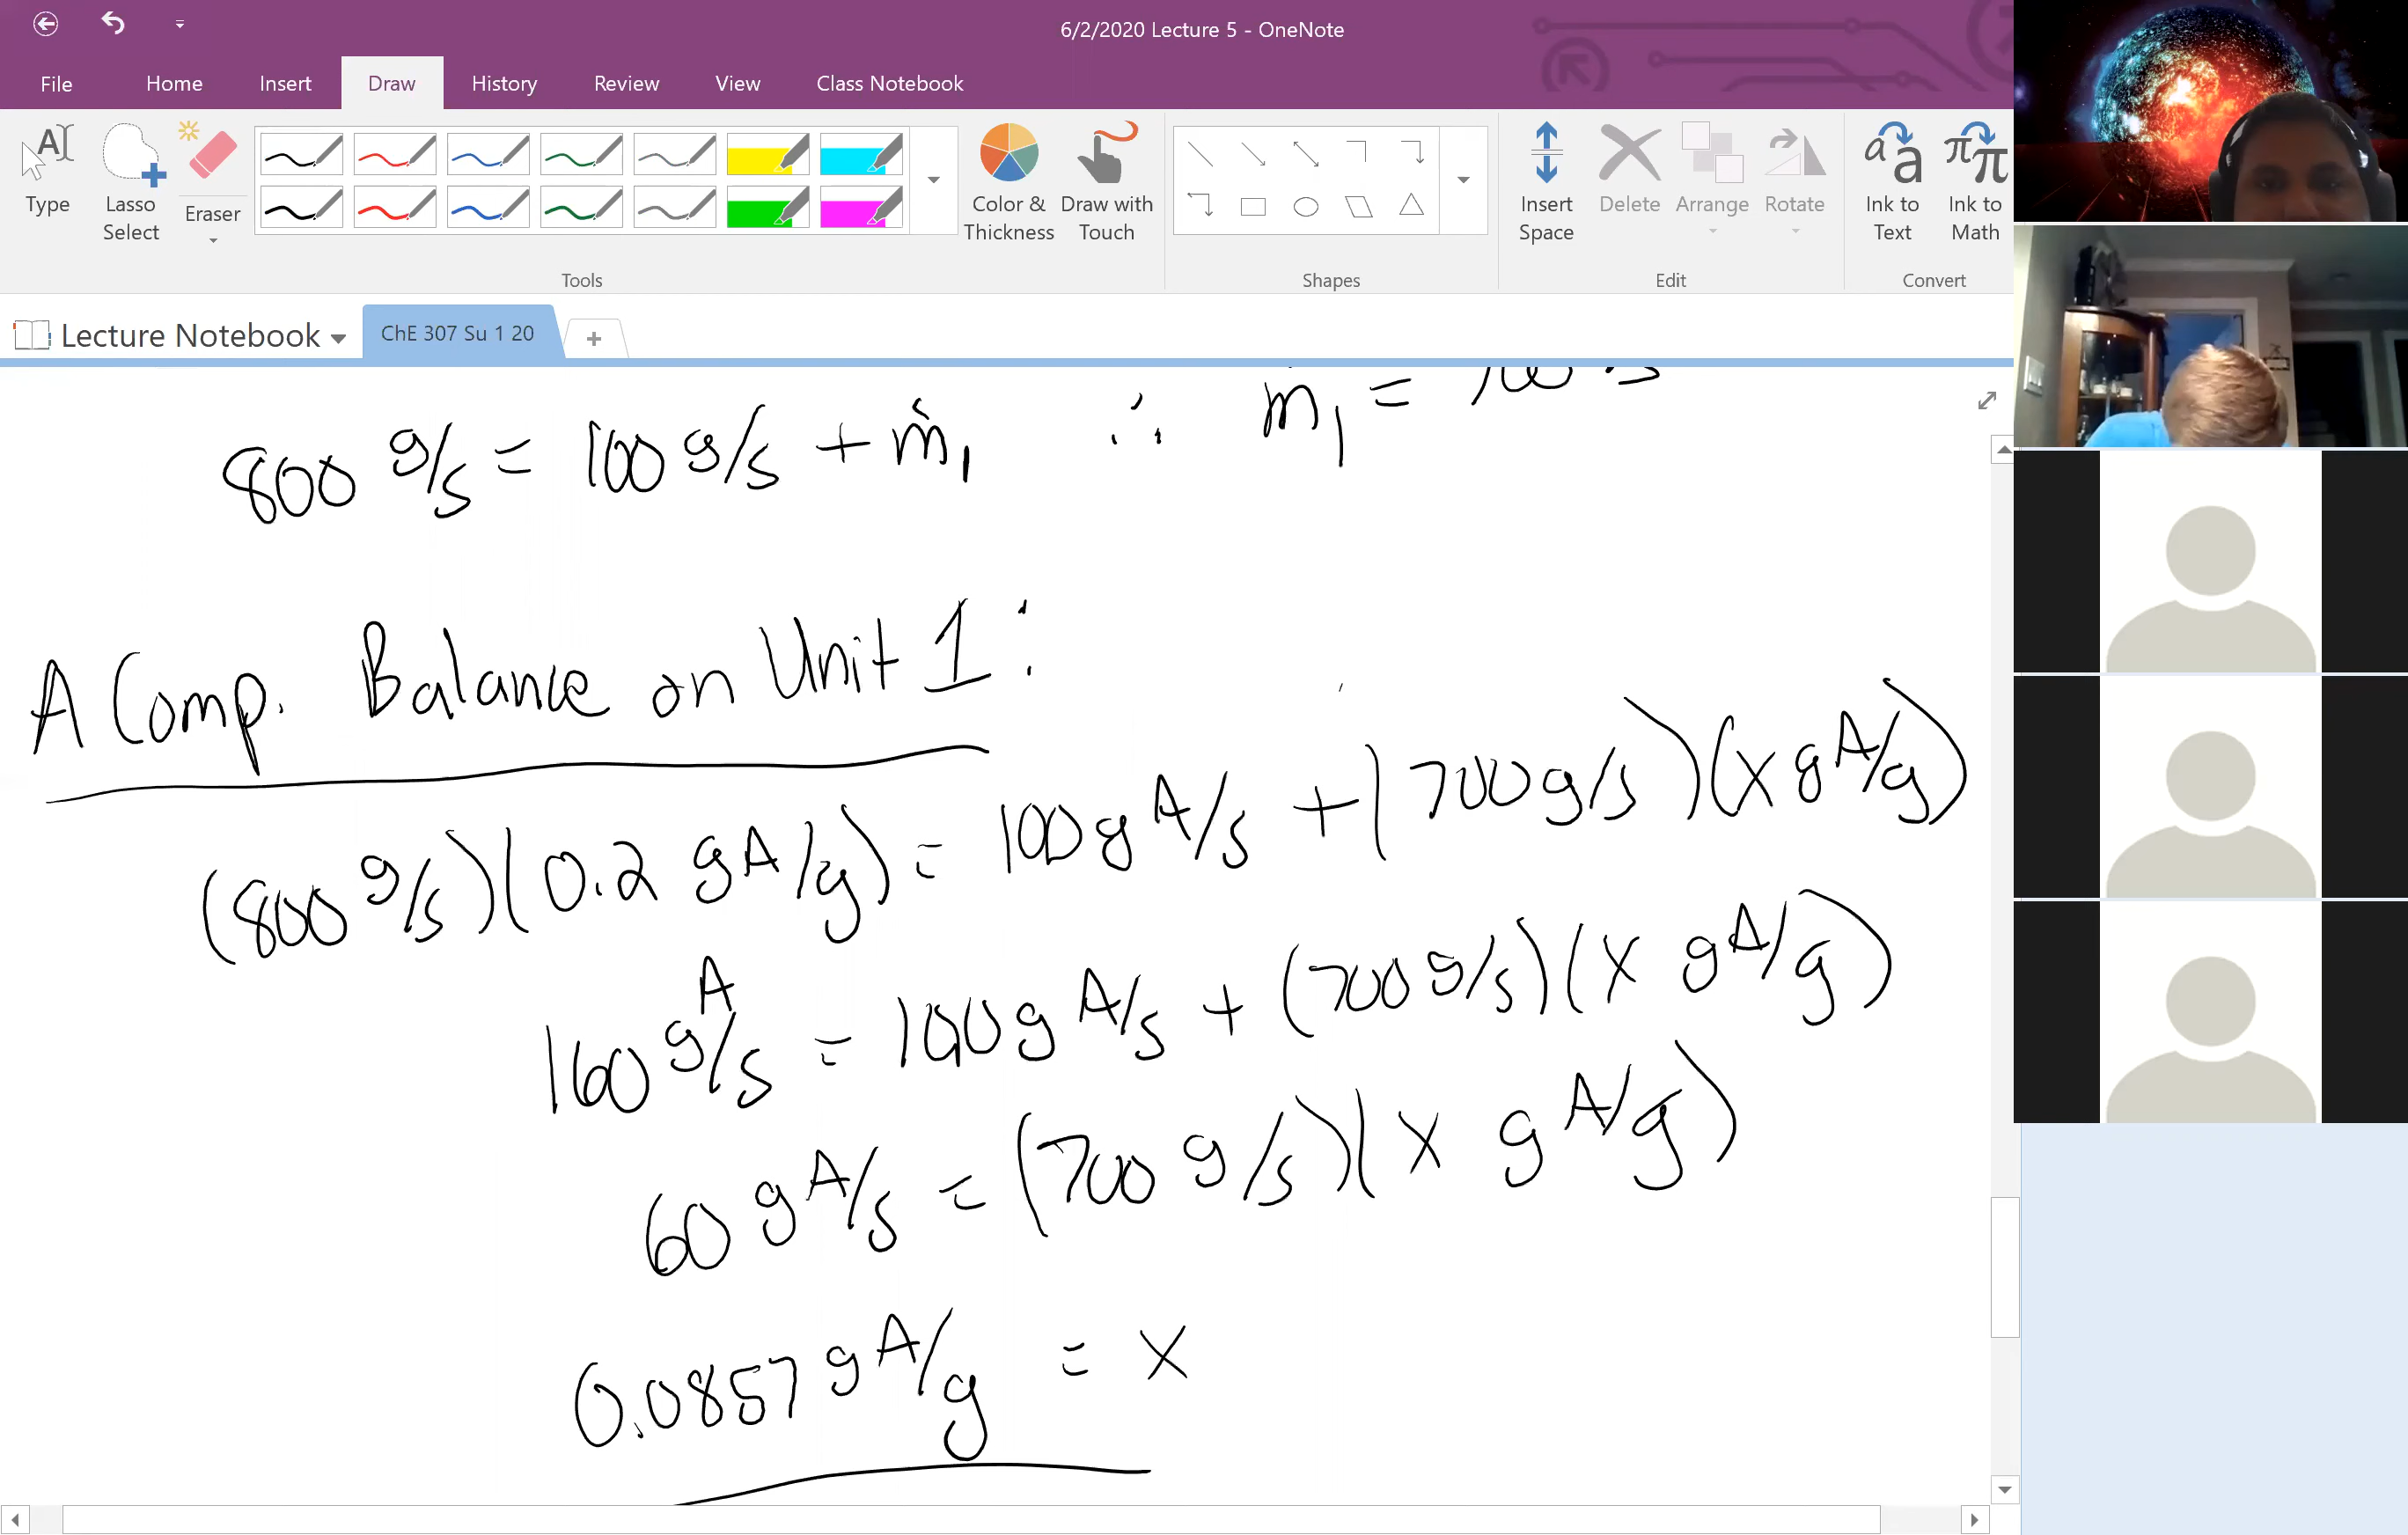 6/2/2020 Lecture 5 - OneNote
File Home Insert Draw History Review View Class Notebook
Type Lasso Select Eraser Color & Thickness Draw with Touch Insert Space Delete Arrange Rotate Ink to Text Ink to Math
Tools Shapes Edit Convert
Lecture Notebook ChE 307 Su 1 20 +
800 g/s = 100 g/s + ṁ₁ ∴ ṁ₁ =
A Comp. Balance on Unit 1:
(800 g/s)(0.2 gA/g) = 100 gA/s + (700 g/s)(x gA/g)
160 gA/s = 100 gA/s + (700 g/s)(x gA/g)
60 gA/s = (700 g/s)(x gA/g)
0.0857 gA/g = x